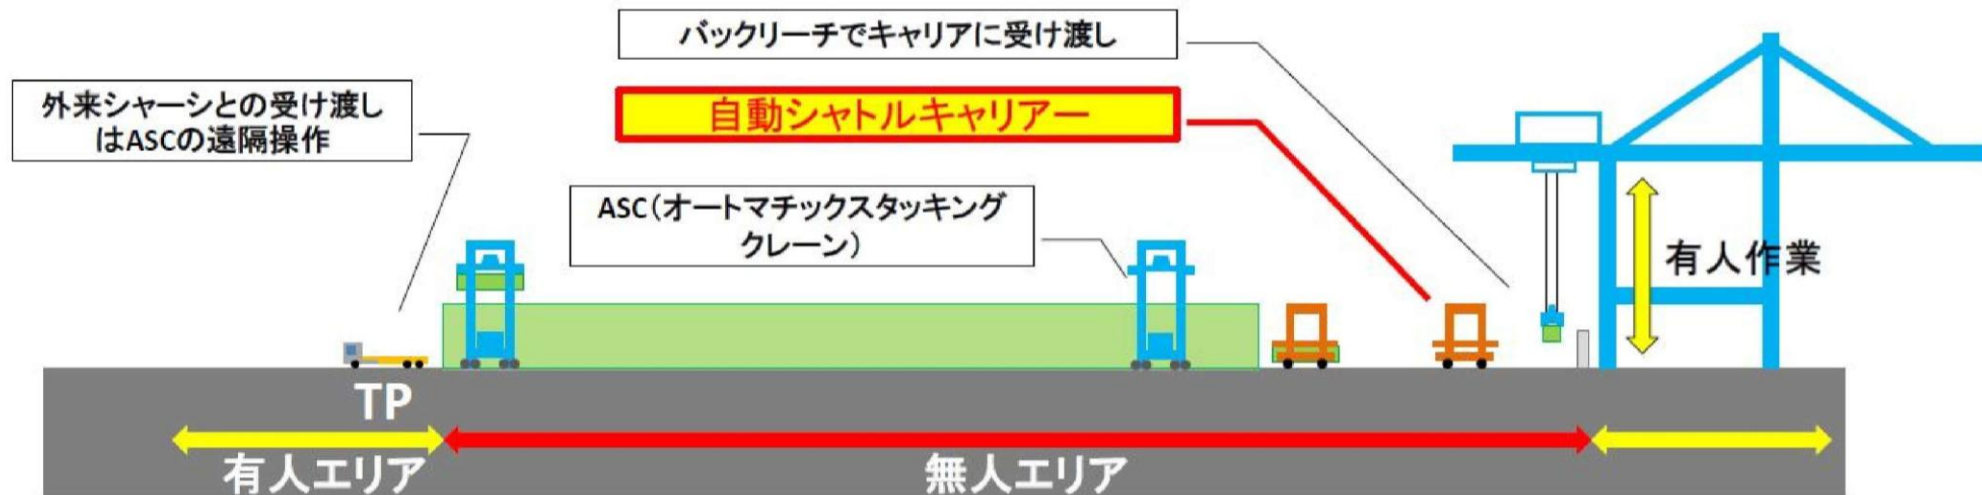 バックリーチでキャリアに受け渡し
外来シャーシとの受け渡し
はASCの遠隔操作
自動シャトルキャリアー
ASC(オートマチックスタッキング
クレーン)
有人作業
TP
有人エリア
無人エリア